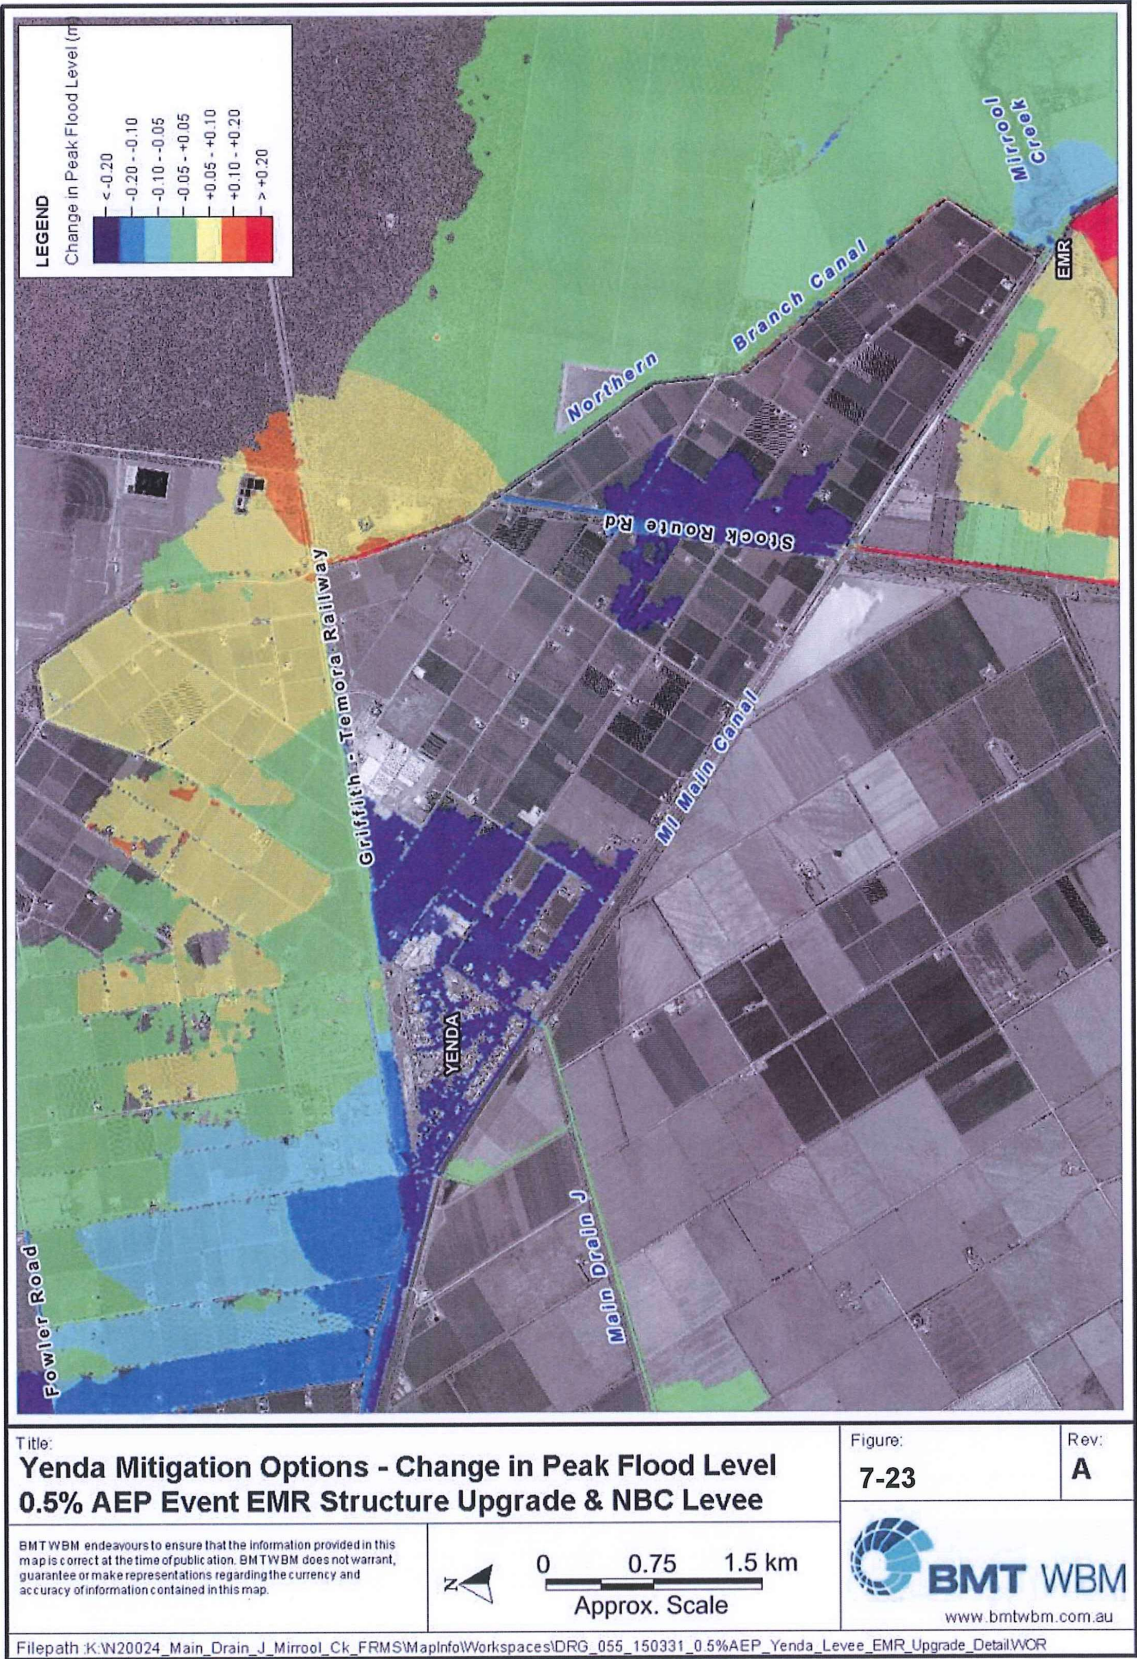 LEGEND
Change in Peak Flood Level (m
< -0.20
-0.20 - -0.10
-0.10 - -0.05
-0.05 - +0.05
+0.05 - +0.10
+0.10 - +0.20
> +0.20
Mirrool
Creek
EMR
Northern
Branch Canal
Stock Route Rd
Griffith - Temora Railway
MI Main Canal
YENDA
Main Drain J
Fowler Road
Title:
Yenda Mitigation Options - Change in Peak Flood Level
0.5% AEP Event EMR Structure Upgrade & NBC Levee
Figure:
7-23
Rev:
A
BMT WBM endeavours to ensure that the information provided in this
map is correct at the time of publication. BMT WBM does not warrant,
guarantee or make representations regarding the currency and
accuracy of information contained in this map.
N
0 0.75 1.5 km
Approx. Scale
BMT WBM
www.bmtwbm.com.au
Filepath :K:\N20024_Main_Drain_J_Mirrool_Ck_FRMS\MapInfo\Workspaces\DRG_055_150331_0.5%AEP_Yenda_Levee_EMR_Upgrade_Detail.WOR